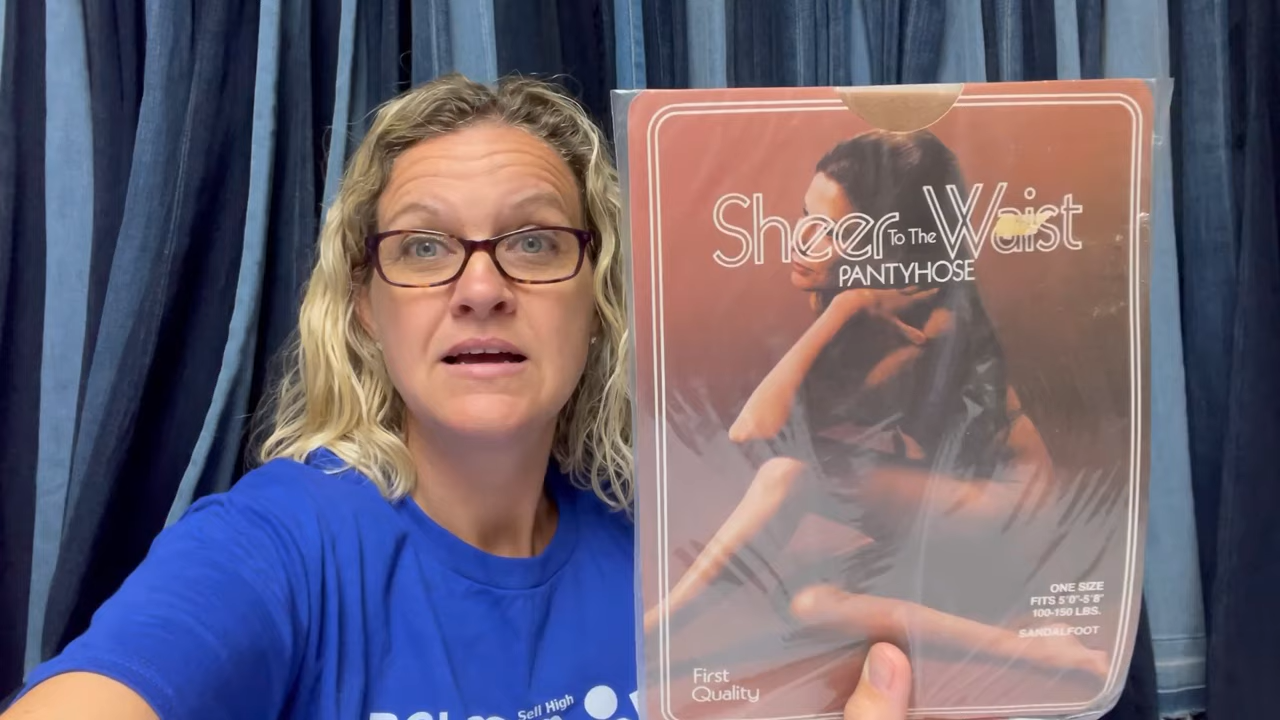 Sheer To The Waist
PANTYHOSE
ONE SIZE
FITS 5'0"-5'8"
100-150 LBS.
SANDALFOOT
First
Quality
Sell High